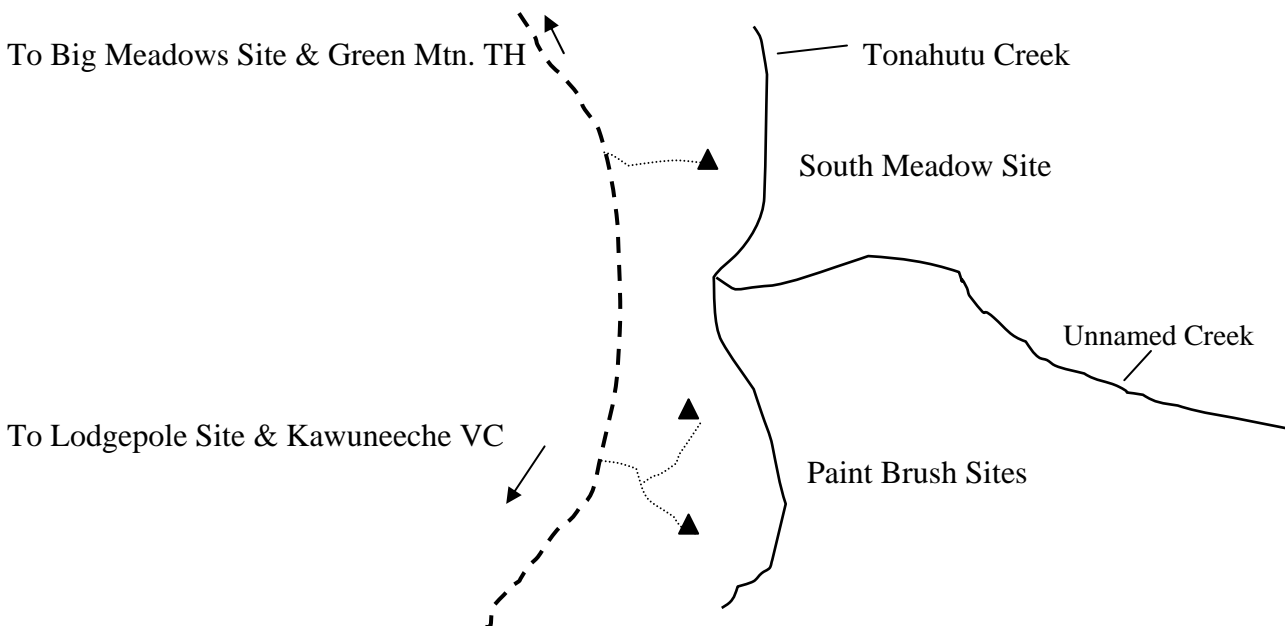 To Big Meadows Site & Green Mtn. TH
Tonahutu Creek
South Meadow Site
Unnamed Creek
To Lodgepole Site & Kawuneeche VC
Paint Brush Sites